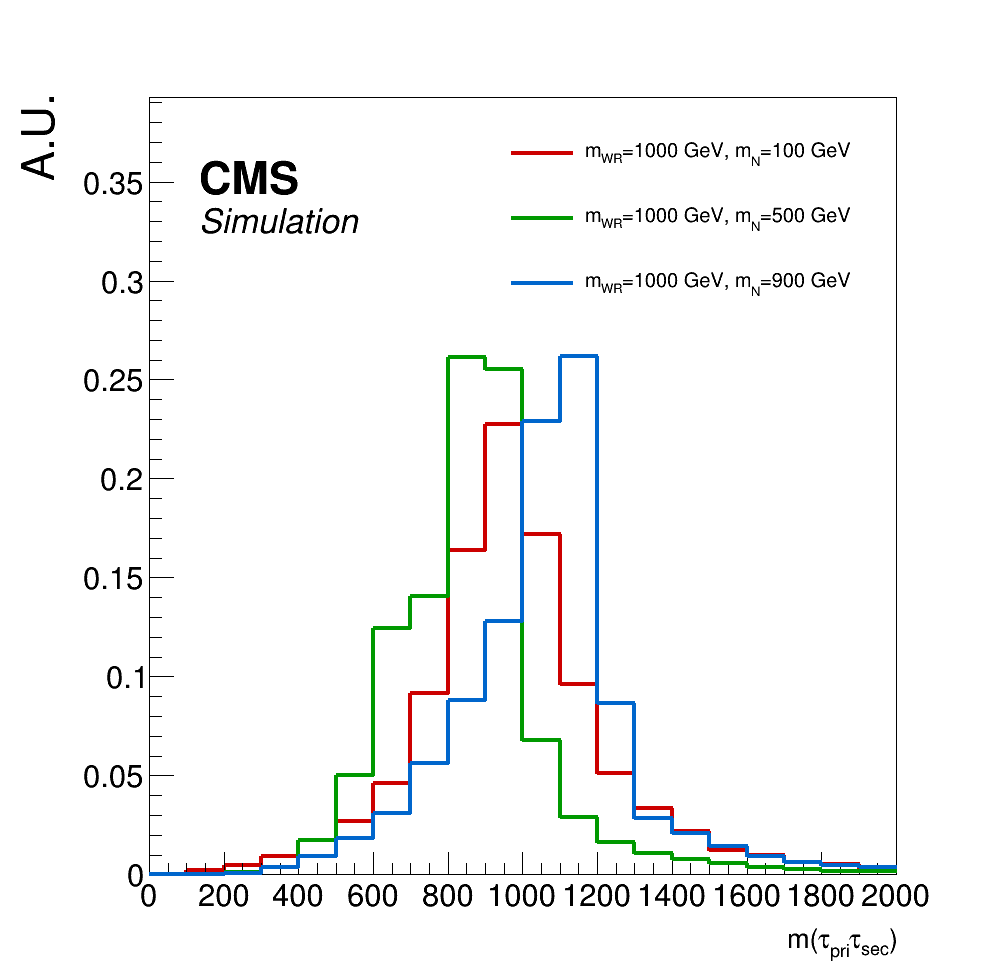 A.U.
CMS
Simulation
m_WR=1000 GeV, m_N=100 GeV
m_WR=1000 GeV, m_N=500 GeV
m_WR=1000 GeV, m_N=900 GeV
0.35
0.3
0.25
0.2
0.15
0.1
0.05
0
0 200 400 600 800 1000 1200 1400 1600 1800 2000
m(τ_pri τ_sec)